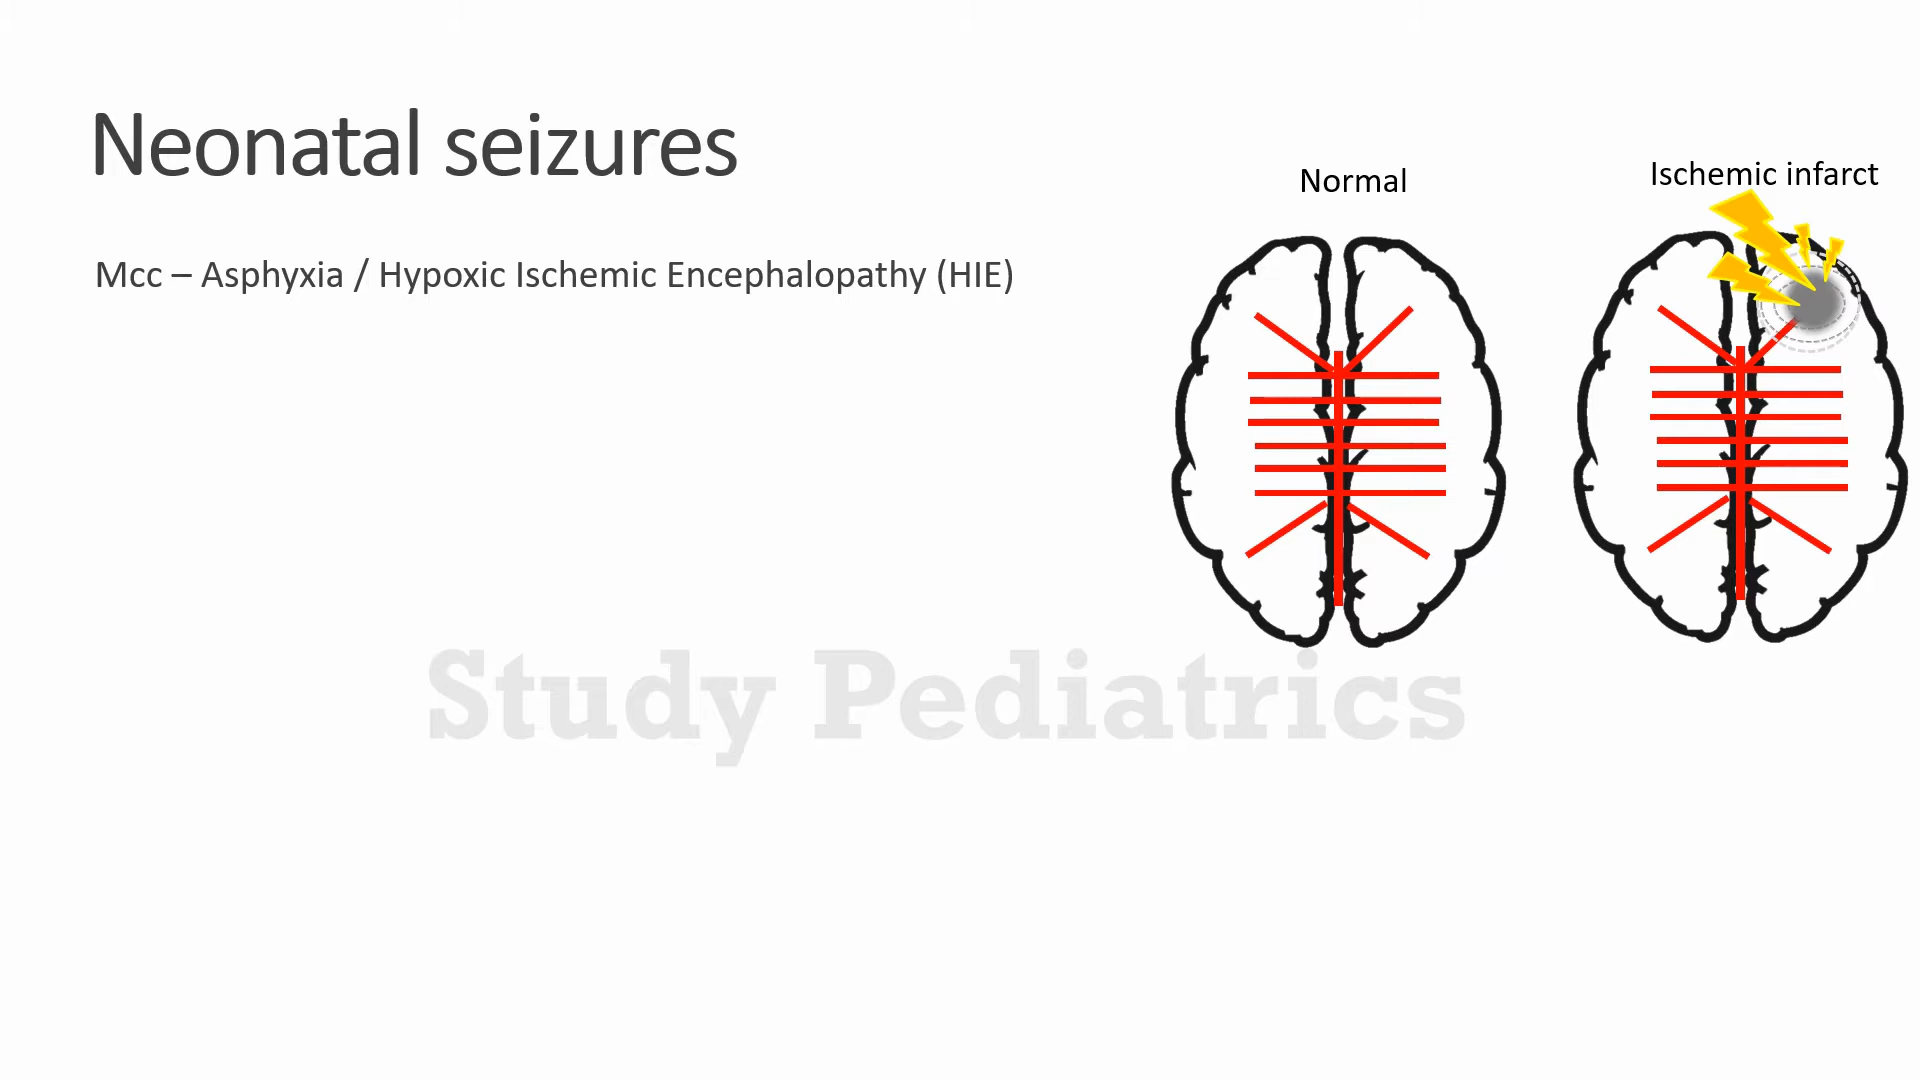 Neonatal seizures
Mcc – Asphyxia / Hypoxic Ischemic Encephalopathy (HIE)
Normal
Ischemic infarct
Study Pediatrics